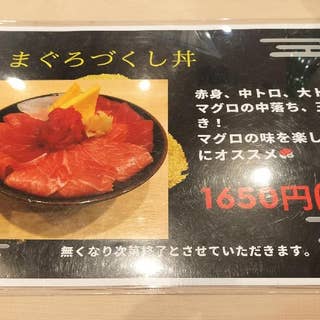 まぐろづくし丼
赤身、中トロ、大ト
マグロの中落ち、
き!
マグロの味を楽し
にオススメ
1650円(
無くなり次第終了とさせていただきます。